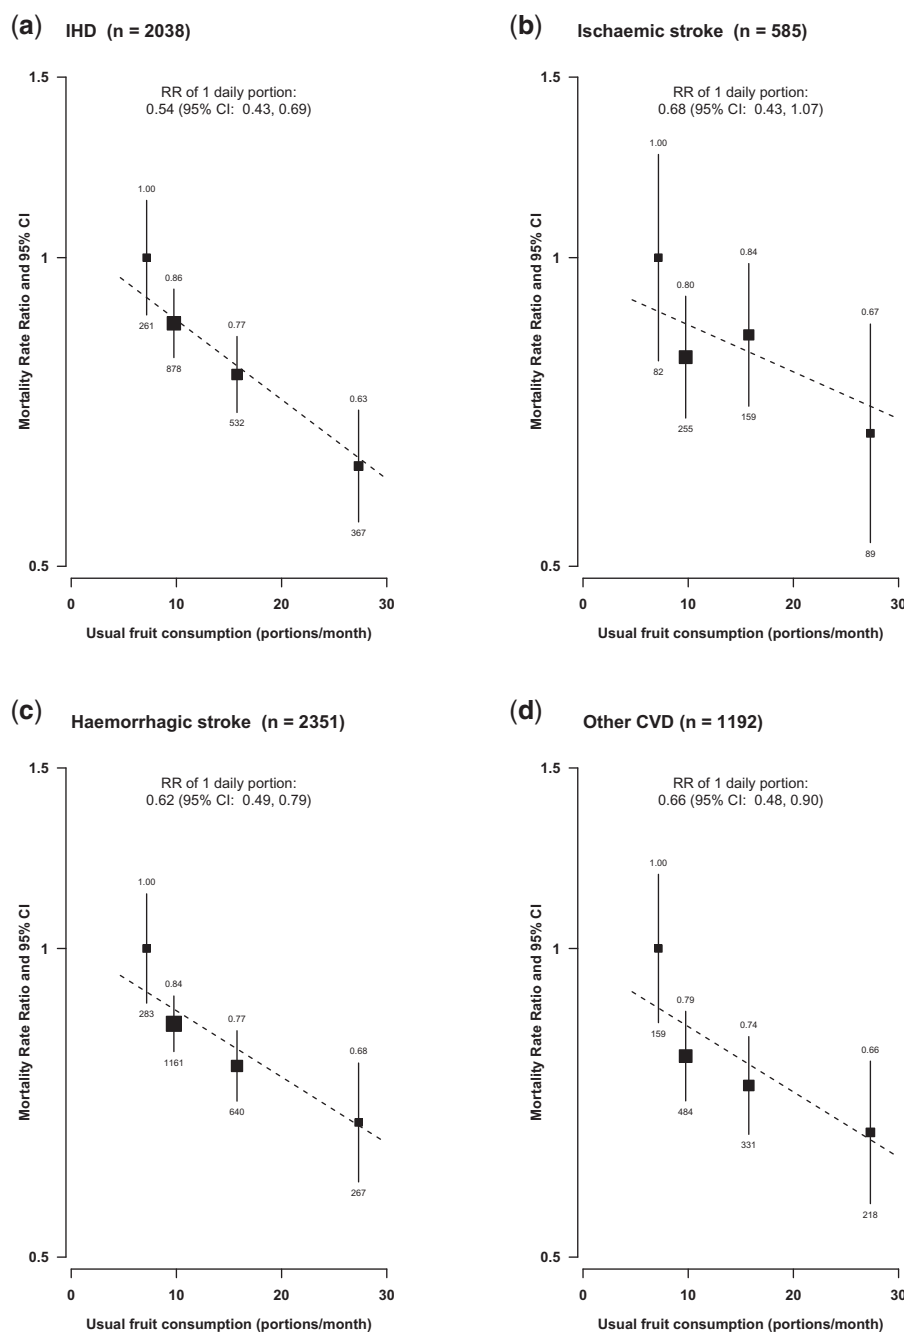 (a) IHD (n = 2038)
RR of 1 daily portion:
0.54 (95% CI: 0.43, 0.69)
Mortality Rate Ratio and 95% CI
1.5
1
0.5
1.00
261
0.86
878
0.77
532
0.63
367
0 10 20 30
Usual fruit consumption (portions/month)
(b) Ischaemic stroke (n = 585)
RR of 1 daily portion:
0.68 (95% CI: 0.43, 1.07)
Mortality Rate Ratio and 95% CI
1.5
1
0.5
1.00
82
0.80
255
0.84
159
0.67
89
0 10 20 30
Usual fruit consumption (portions/month)
(c) Haemorrhagic stroke (n = 2351)
RR of 1 daily portion:
0.62 (95% CI: 0.49, 0.79)
Mortality Rate Ratio and 95% CI
1.5
1
0.5
1.00
283
0.84
1161
0.77
640
0.68
267
0 10 20 30
Usual fruit consumption (portions/month)
(d) Other CVD (n = 1192)
RR of 1 daily portion:
0.66 (95% CI: 0.48, 0.90)
Mortality Rate Ratio and 95% CI
1.5
1
0.5
1.00
159
0.79
484
0.74
331
0.66
218
0 10 20 30
Usual fruit consumption (portions/month)